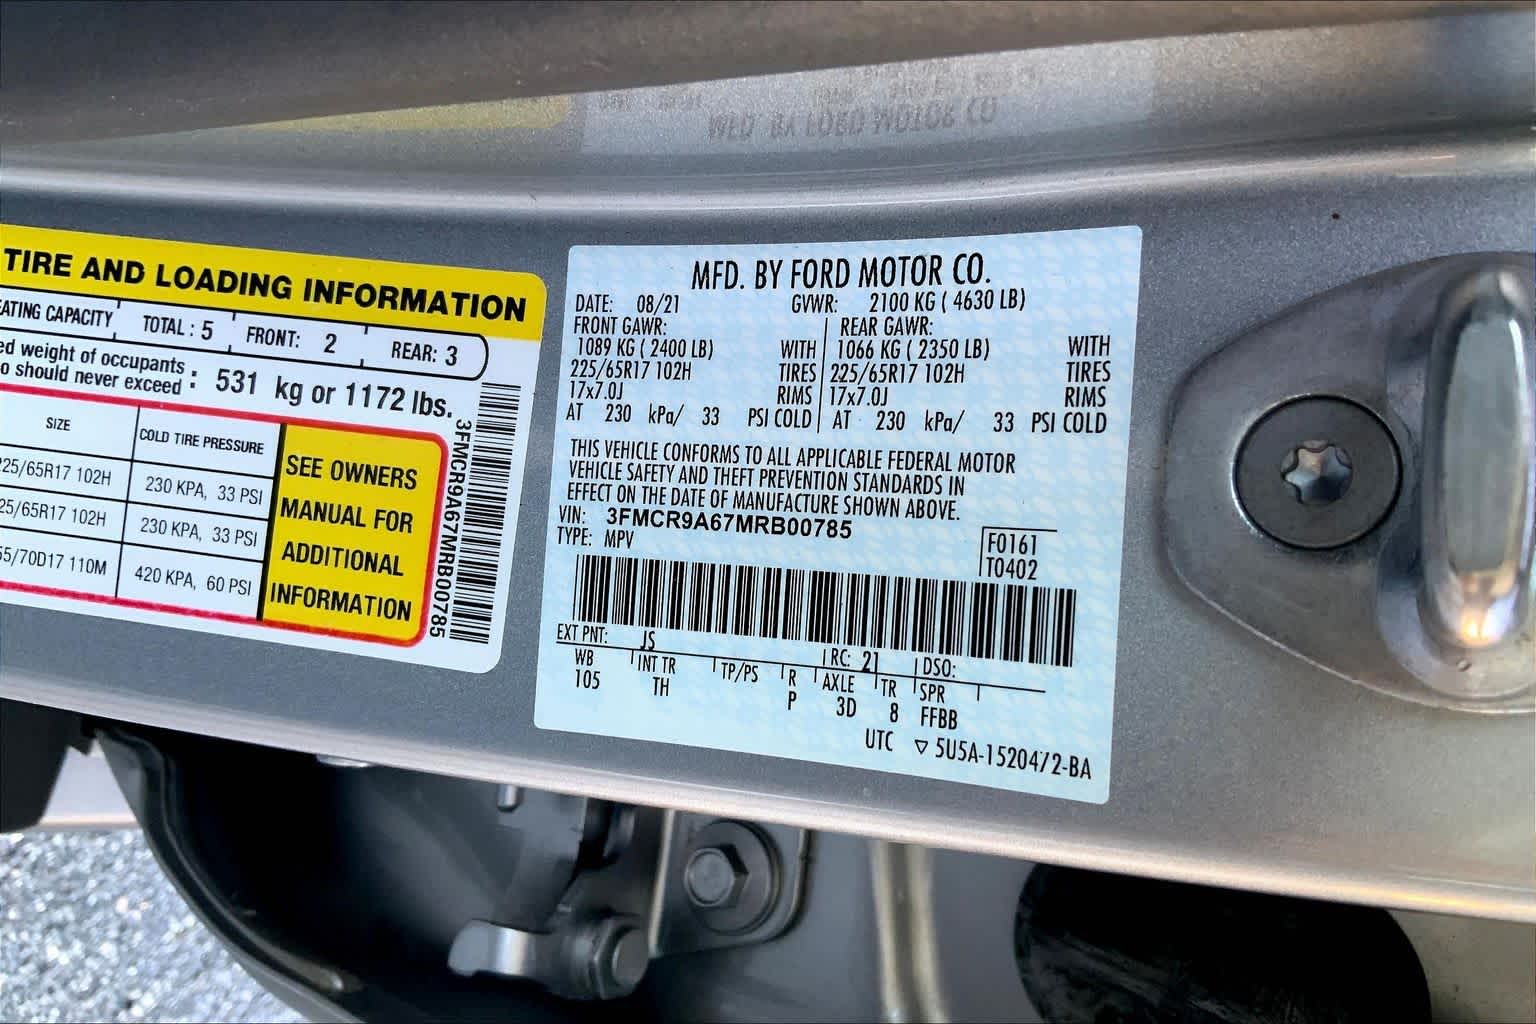 TIRE AND LOADING INFORMATION
EATING CAPACITY TOTAL : 5 FRONT: 2 REAR: 3
ed weight of occupants
o should never exceed : 531 kg or 1172 lbs.
SIZE COLD TIRE PRESSURE
225/65R17 102H 230 KPA, 33 PSI
25/65R17 102H 230 KPA, 33 PSI
55/70D17 110M 420 KPA, 60 PSI
SEE OWNERS
MANUAL FOR
ADDITIONAL
INFORMATION
3FMCR9A67MRB00785
MFD. BY FORD MOTOR CO.
DATE: 08/21 GVWR: 2100 KG ( 4630 LB)
FRONT GAWR: REAR GAWR:
1089 KG ( 2400 LB) WITH 1066 KG ( 2350 LB) WITH
225/65R17 102H TIRES 225/65R17 102H TIRES
17x7.0J RIMS 17x7.0J RIMS
AT 230 kPa/ 33 PSI COLD AT 230 kPa/ 33 PSI COLD
THIS VEHICLE CONFORMS TO ALL APPLICABLE FEDERAL MOTOR
VEHICLE SAFETY AND THEFT PREVENTION STANDARDS IN
EFFECT ON THE DATE OF MANUFACTURE SHOWN ABOVE.
VIN: 3FMCR9A67MRB00785
TYPE: MPV
F0161
T0402
EXT PNT: JS RC: 21 DSO:
WB INT TR TP/PS R AXLE TR SPR
105 TH P 3D 8 FFBB
UTC ▽ 5U5A-1520472-BA